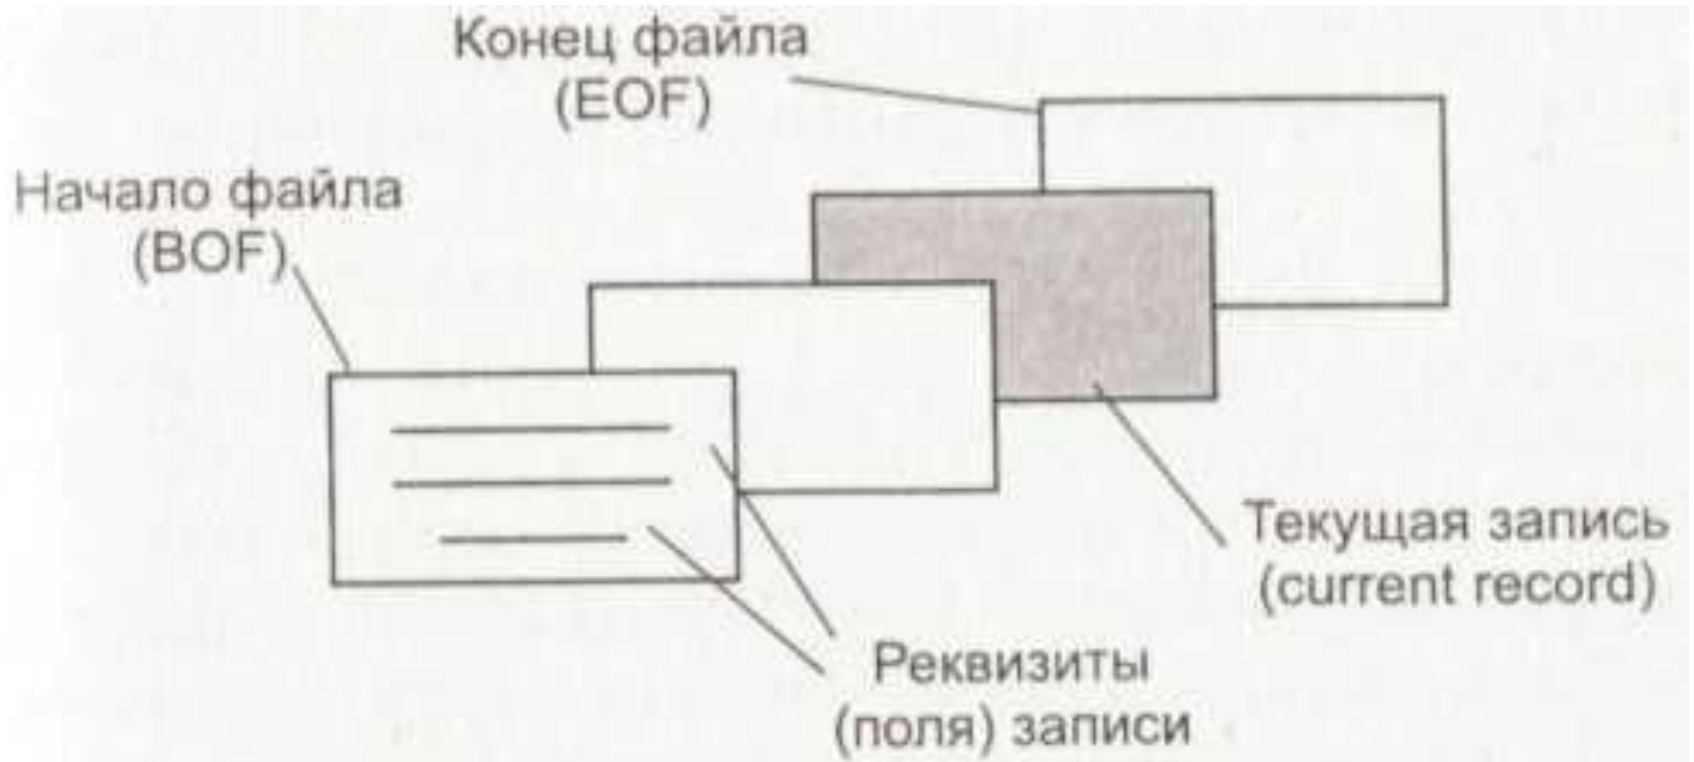 Конец файла
(EOF)
Начало файла
(BOF)
Текущая запись
(current record)
Реквизиты
(поля) записи